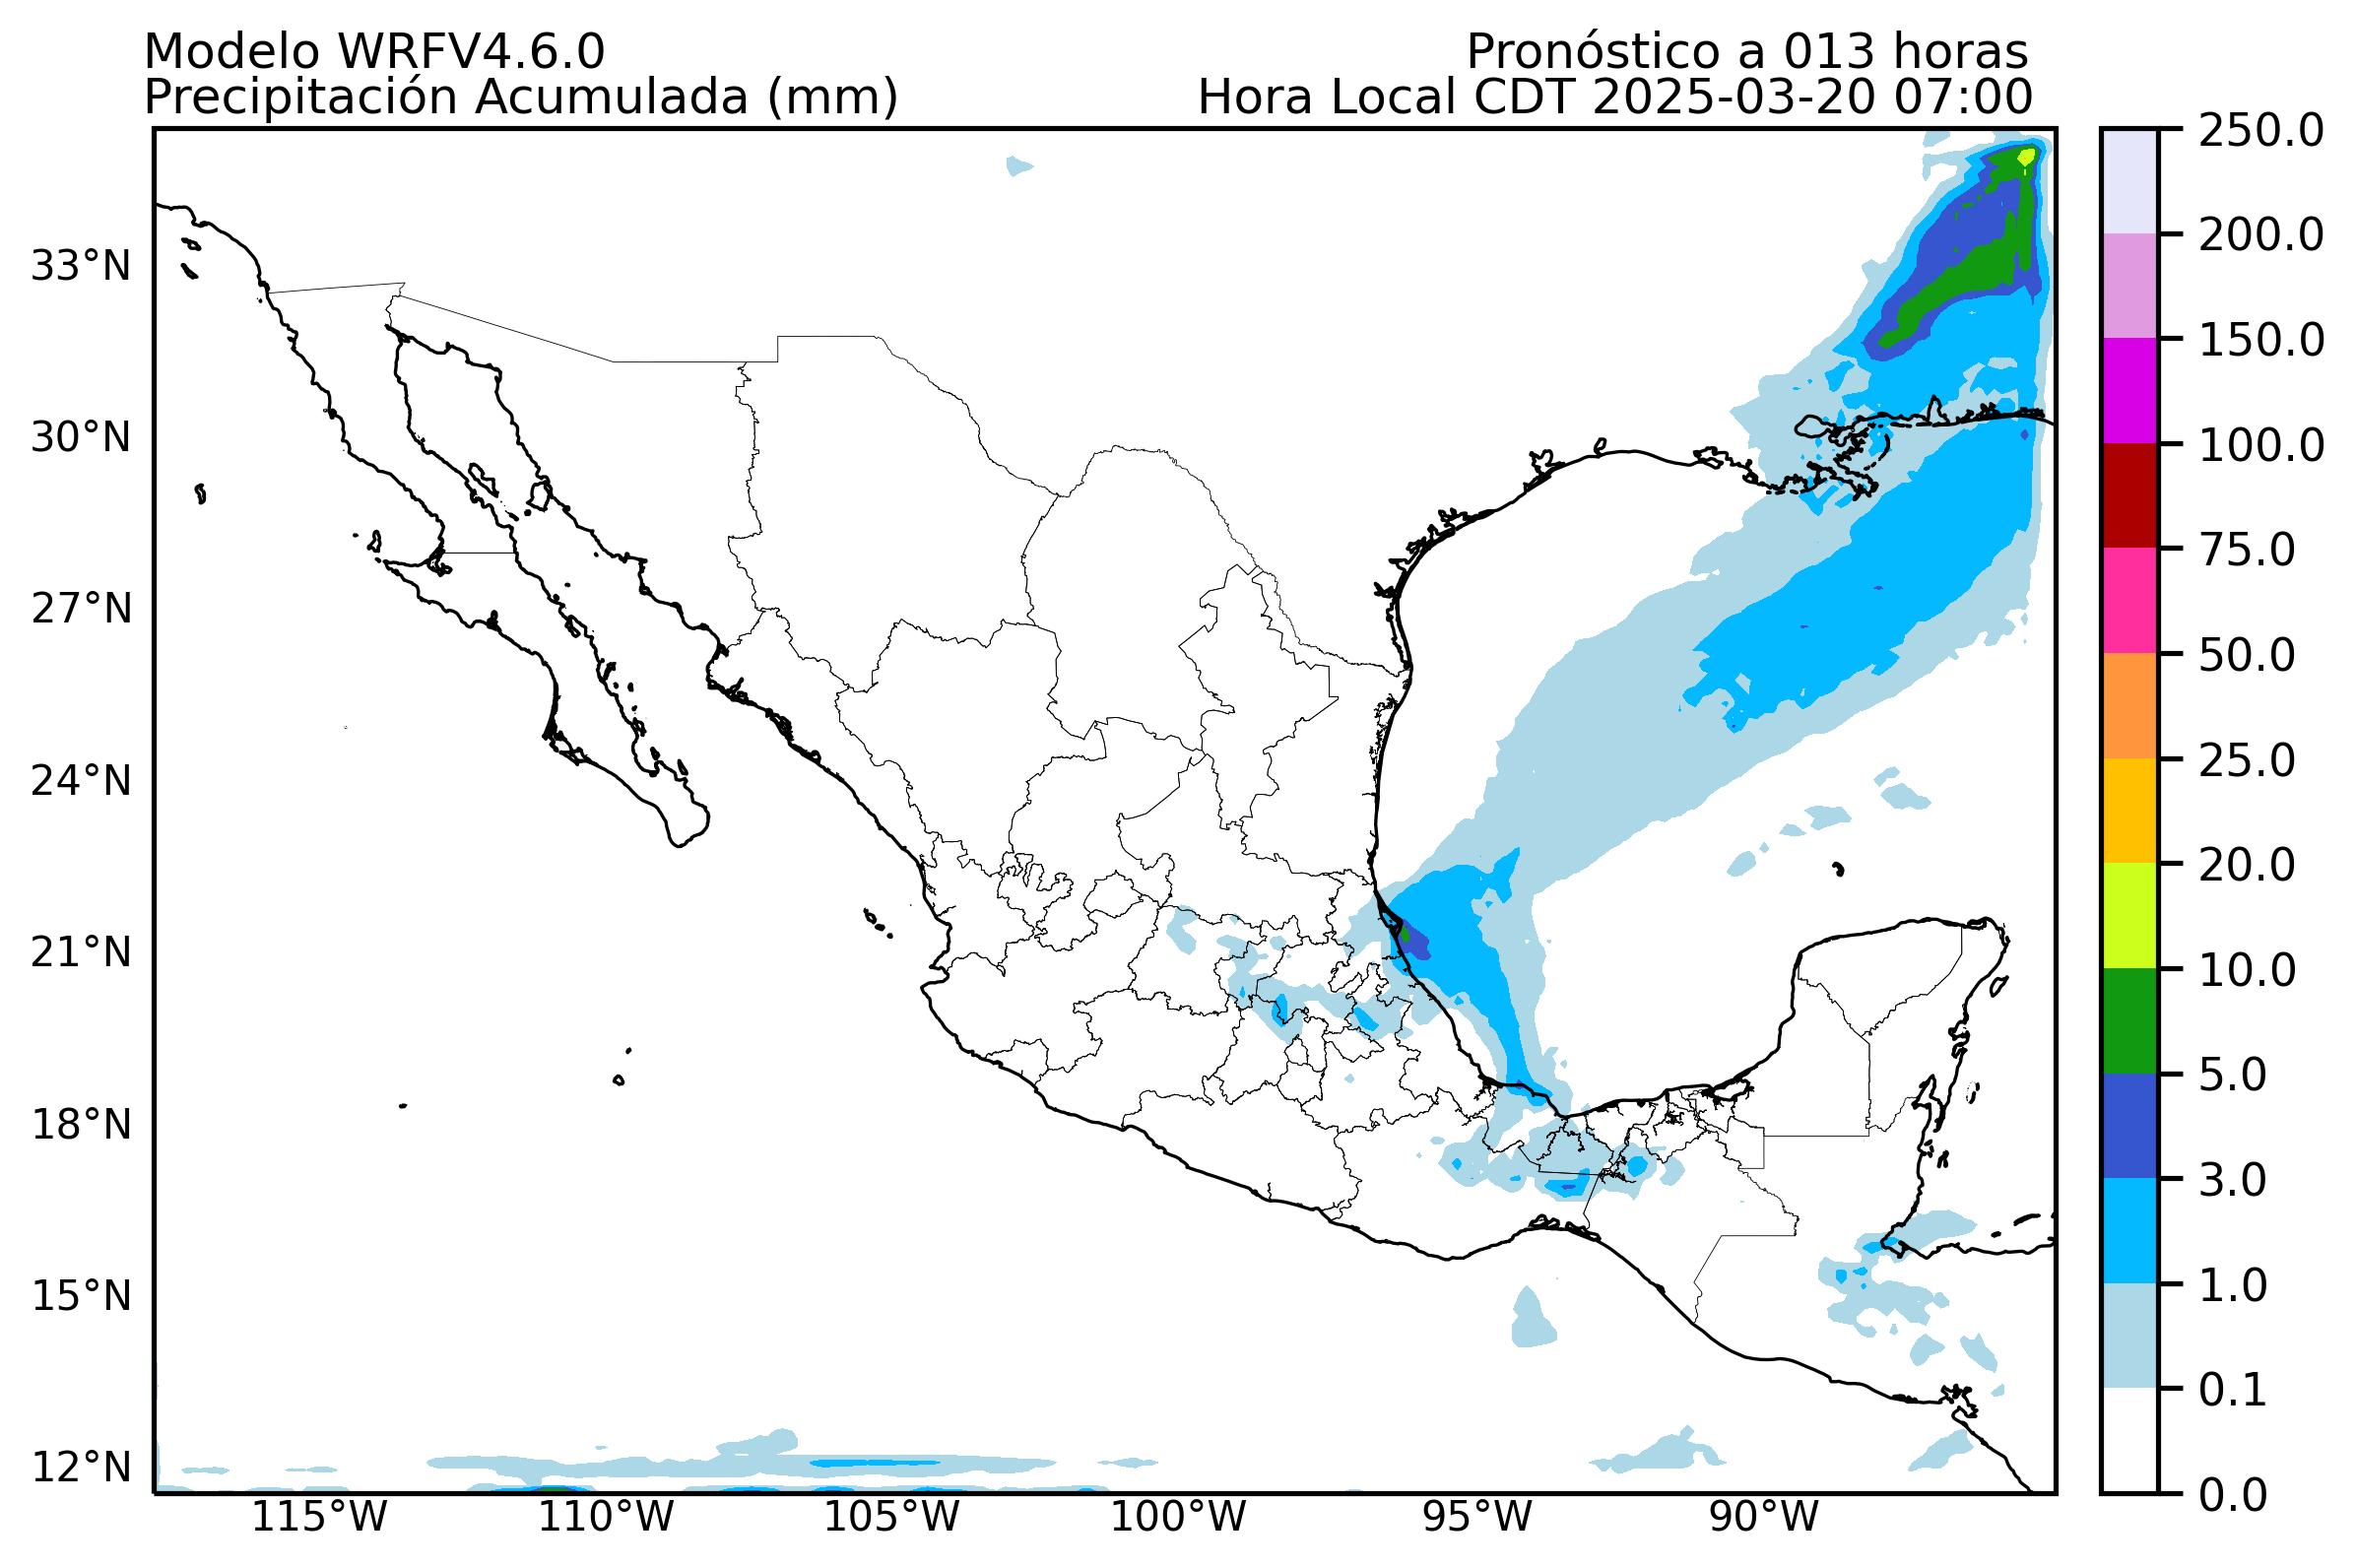 Modelo WRFV4.6.0
Pronóstico a 013 horas
Precipitación Acumulada (mm)
Hora Local CDT 2025-03-20 07:00
33°N
30°N
27°N
24°N
21°N
18°N
15°N
12°N
115°W
110°W
105°W
100°W
95°W
90°W
250.0
200.0
150.0
100.0
75.0
50.0
25.0
20.0
10.0
5.0
3.0
1.0
0.1
0.0